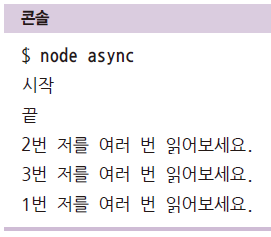 콘솔
$ node async
시작
끝
2번 저를 여러 번 읽어보세요.
3번 저를 여러 번 읽어보세요.
1번 저를 여러 번 읽어보세요.